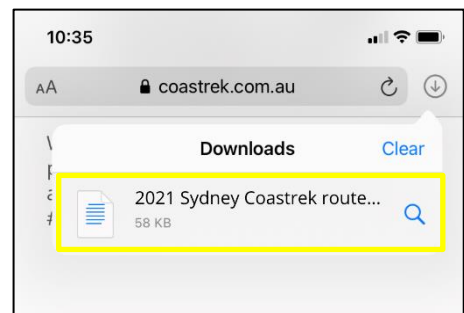 10:35
AA coastrek.com.au
Downloads Clear
2021 Sydney Coastrek route...
58 KB
#